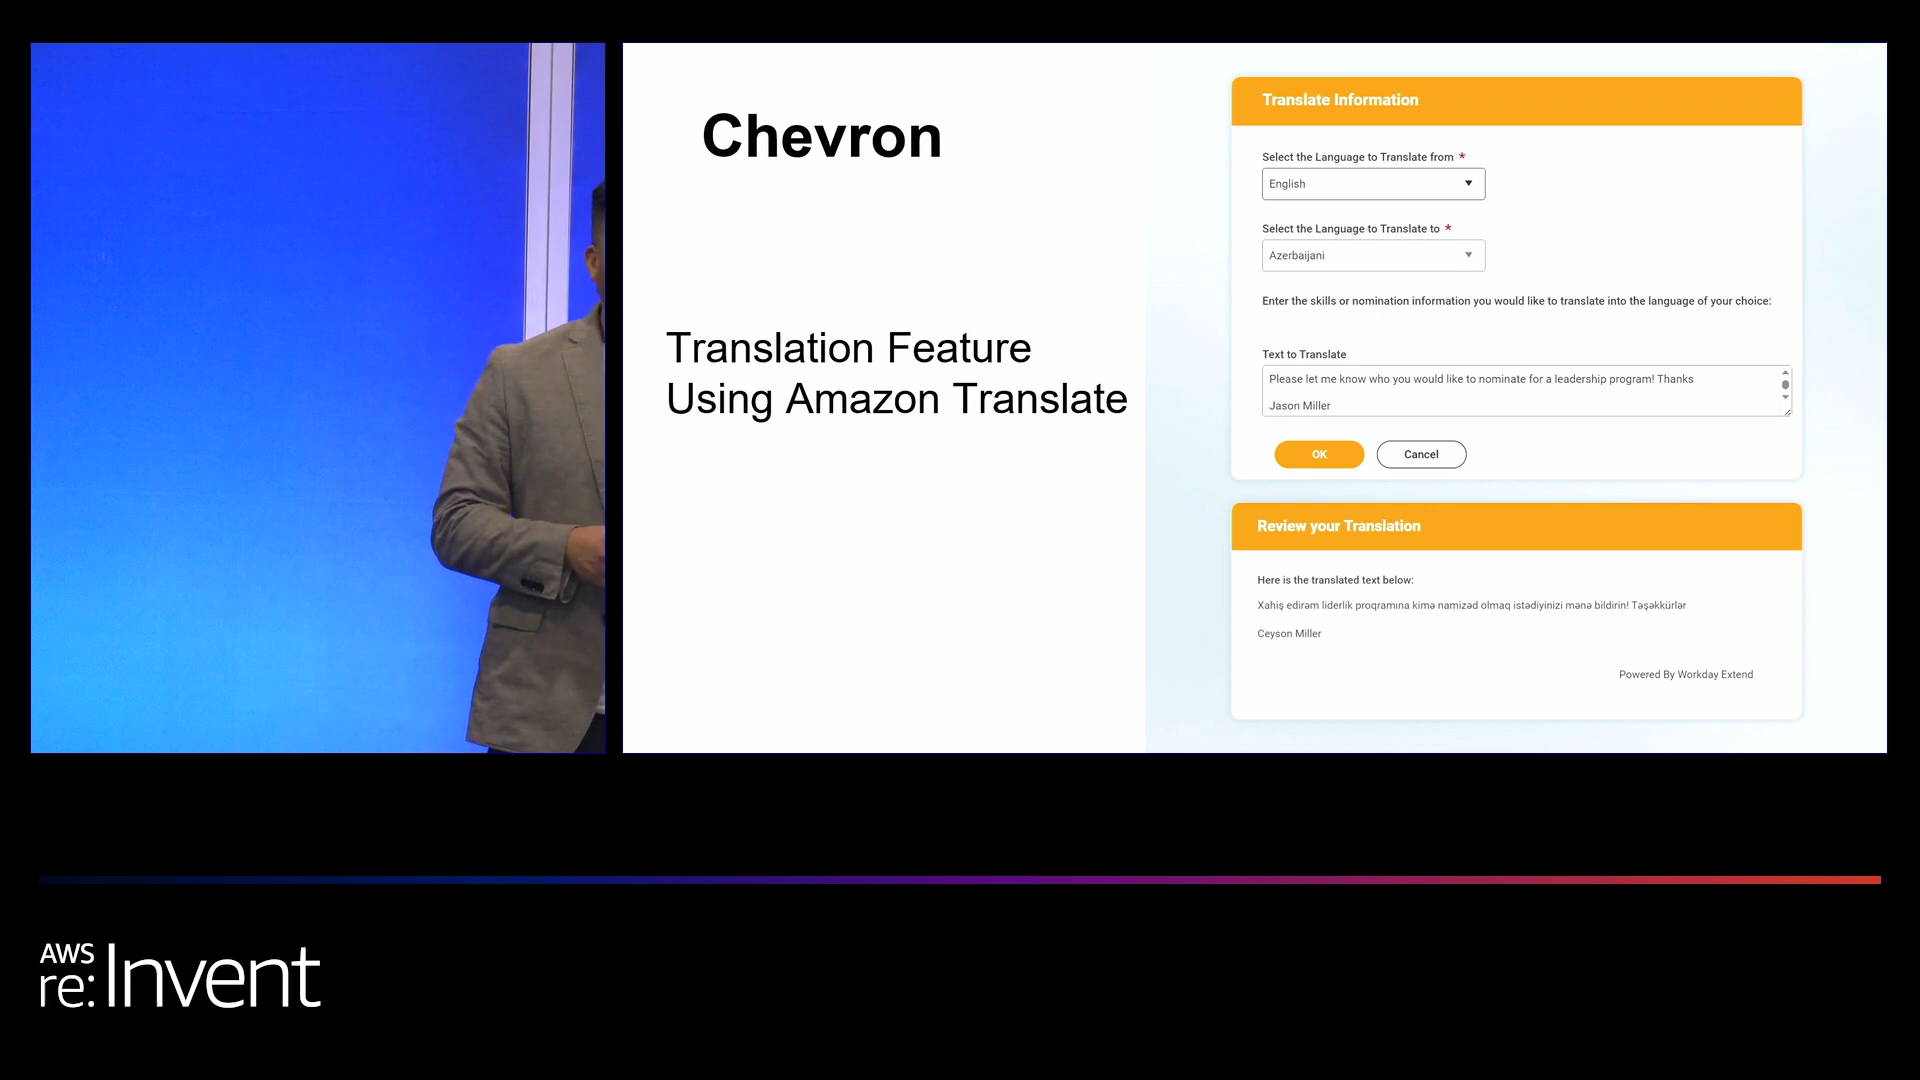 Chevron
Translation Feature
Using Amazon Translate
Translate Information
Select the Language to Translate from *
English
Select the Language to Translate to *
Azerbaijani
Enter the skills or nomination information you would like to translate into the language of your choice:
Text to Translate
Please let me know who you would like to nominate for a leadership program! Thanks
Jason Miller
OK
Cancel
Review your Translation
Here is the translated text below:
Xahiş edirəm liderlik proqramına kimə namizəd olmaq istədiyinizi mənə bildirin! Təşəkkürlər
Ceyson Miller
Powered By Workday Extend
AWS
re:Invent